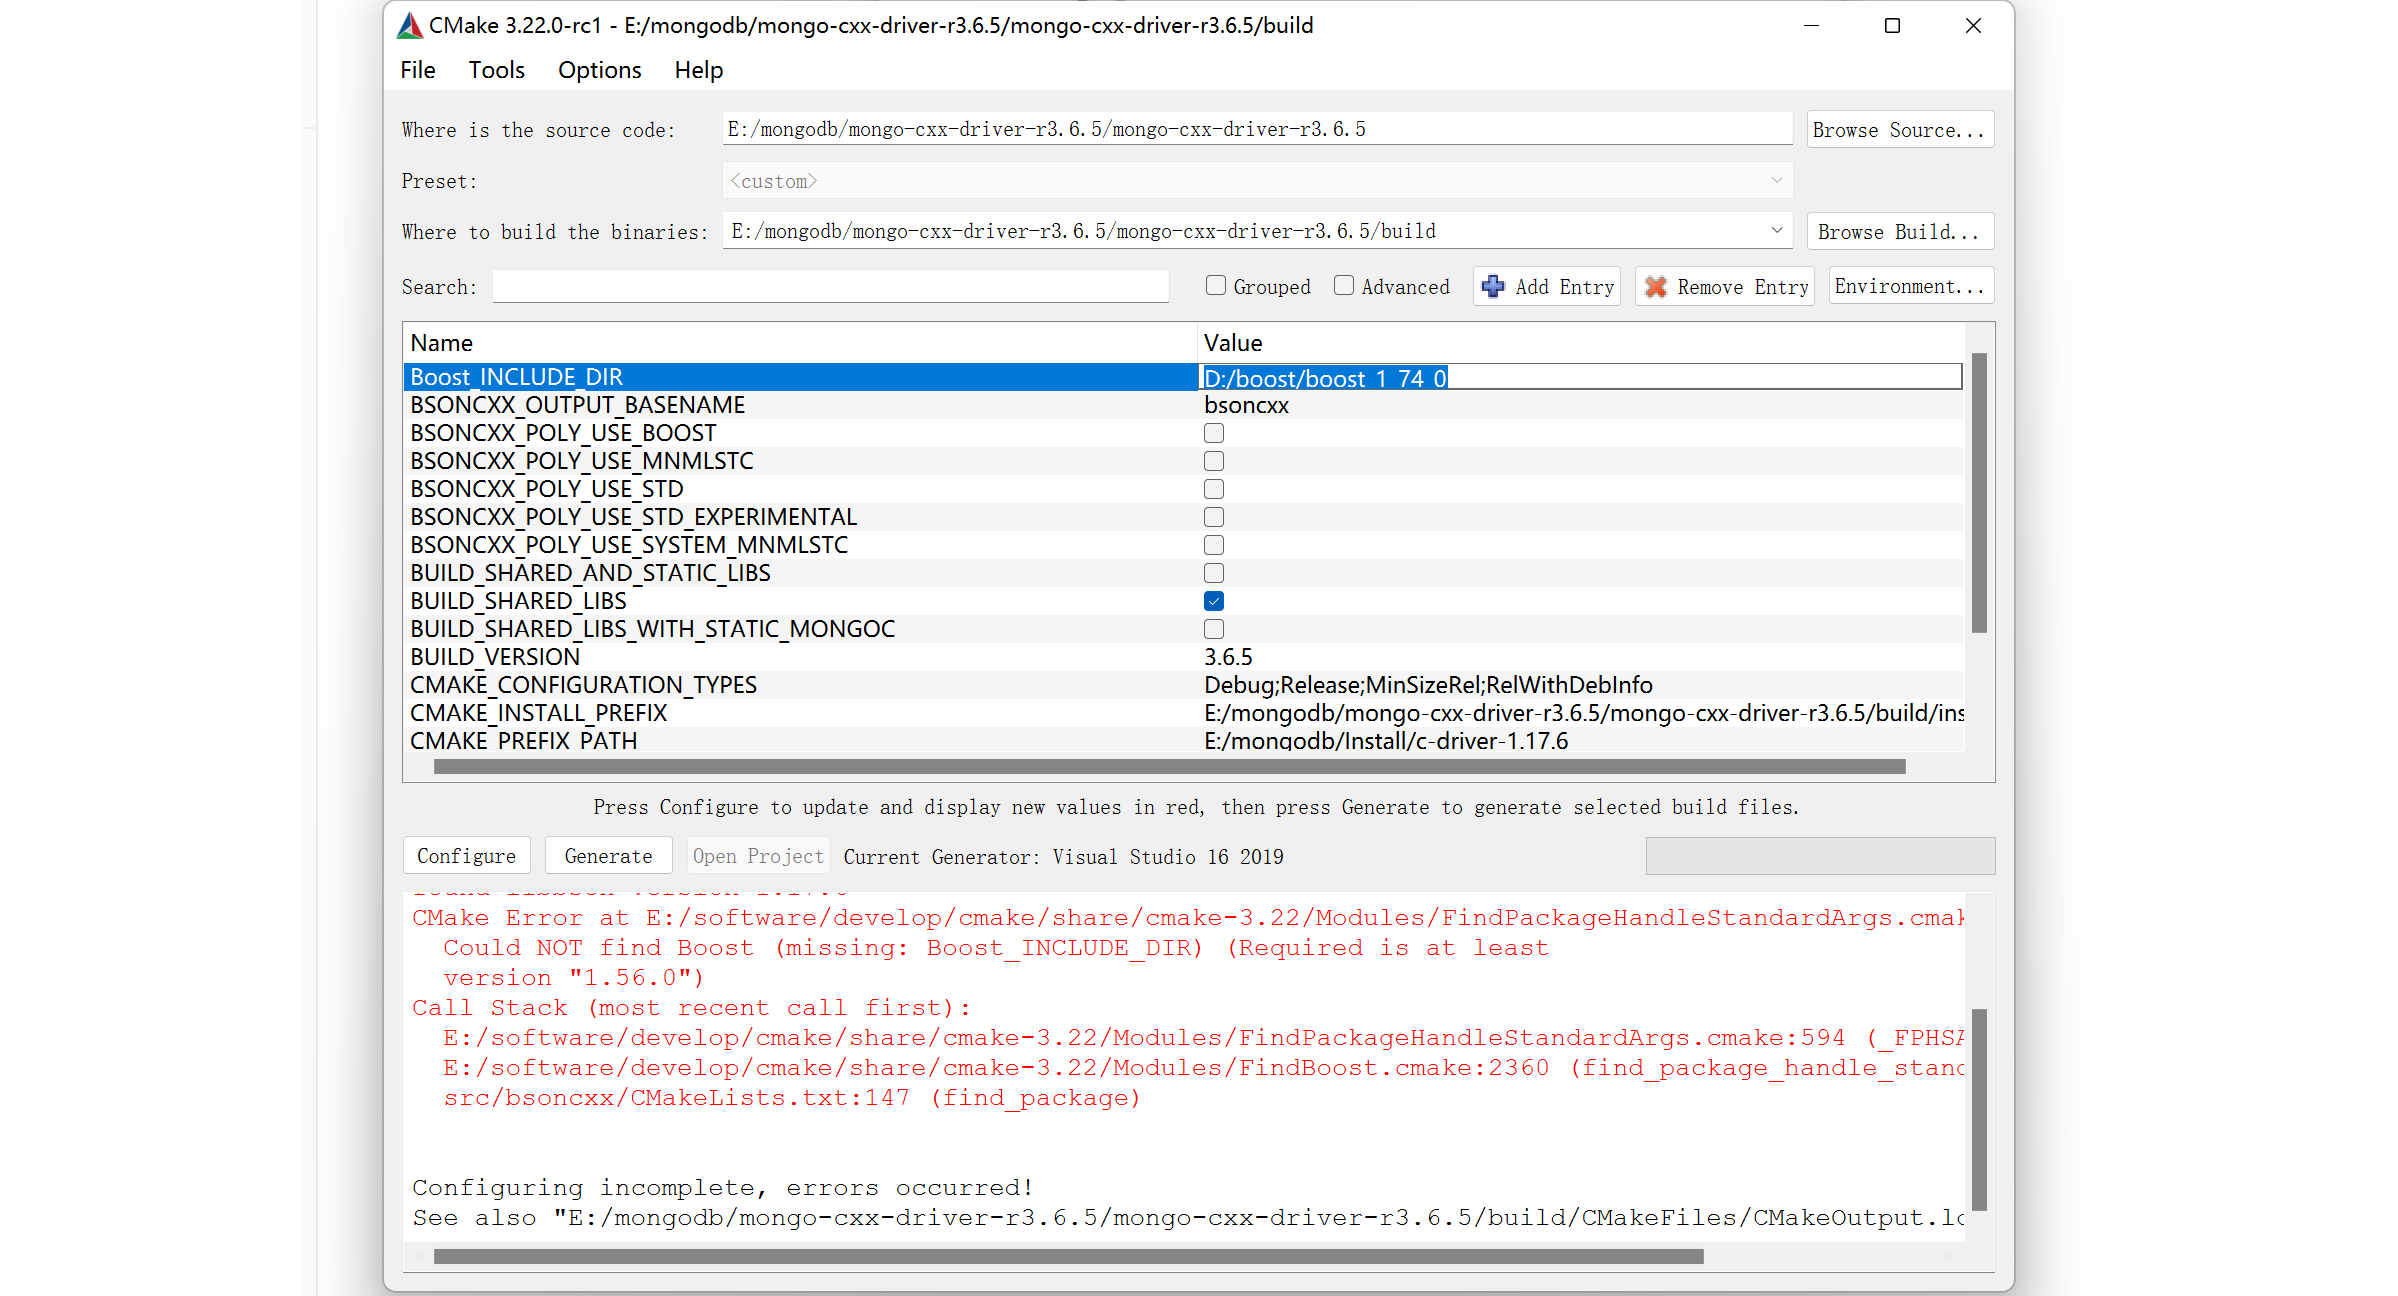 CMake 3.22.0-rc1 - E:/mongodb/mongo-cxx-driver-r3.6.5/mongo-cxx-driver-r3.6.5/build
File Tools Options Help
Where is the source code: E:/mongodb/mongo-cxx-driver-r3.6.5/mongo-cxx-driver-r3.6.5 Browse Source...
Preset: <custom>
Where to build the binaries: E:/mongodb/mongo-cxx-driver-r3.6.5/mongo-cxx-driver-r3.6.5/build Browse Build...
Search: Grouped Advanced Add Entry Remove Entry Environment...
Name Value
Boost_INCLUDE_DIR D:/boost/boost_1_74_0
BSONCXX_OUTPUT_BASENAME bsoncxx
BSONCXX_POLY_USE_BOOST
BSONCXX_POLY_USE_MNMLSTC
BSONCXX_POLY_USE_STD
BSONCXX_POLY_USE_STD_EXPERIMENTAL
BSONCXX_POLY_USE_SYSTEM_MNMLSTC
BUILD_SHARED_AND_STATIC_LIBS
BUILD_SHARED_LIBS
BUILD_SHARED_LIBS_WITH_STATIC_MONGOC
BUILD_VERSION 3.6.5
CMAKE_CONFIGURATION_TYPES Debug;Release;MinSizeRel;RelWithDebInfo
CMAKE_INSTALL_PREFIX E:/mongodb/mongo-cxx-driver-r3.6.5/mongo-cxx-driver-r3.6.5/build/ins
CMAKE_PREFIX_PATH E:/mongodb/Install/c-driver-1.17.6
Press Configure to update and display new values in red, then press Generate to generate selected build files.
Configure Generate Open Project Current Generator: Visual Studio 16 2019
CMake Error at E:/software/develop/cmake/share/cmake-3.22/Modules/FindPackageHandleStandardArgs.cmak
Could NOT find Boost (missing: Boost_INCLUDE_DIR) (Required is at least
version "1.56.0")
Call Stack (most recent call first):
E:/software/develop/cmake/share/cmake-3.22/Modules/FindPackageHandleStandardArgs.cmake:594 (_FPHSA
E:/software/develop/cmake/share/cmake-3.22/Modules/FindBoost.cmake:2360 (find_package_handle_stand
src/bsoncxx/CMakeLists.txt:147 (find_package)
Configuring incomplete, errors occurred!
See also "E:/mongodb/mongo-cxx-driver-r3.6.5/mongo-cxx-driver-r3.6.5/build/CMakeFiles/CMakeOutput.lo